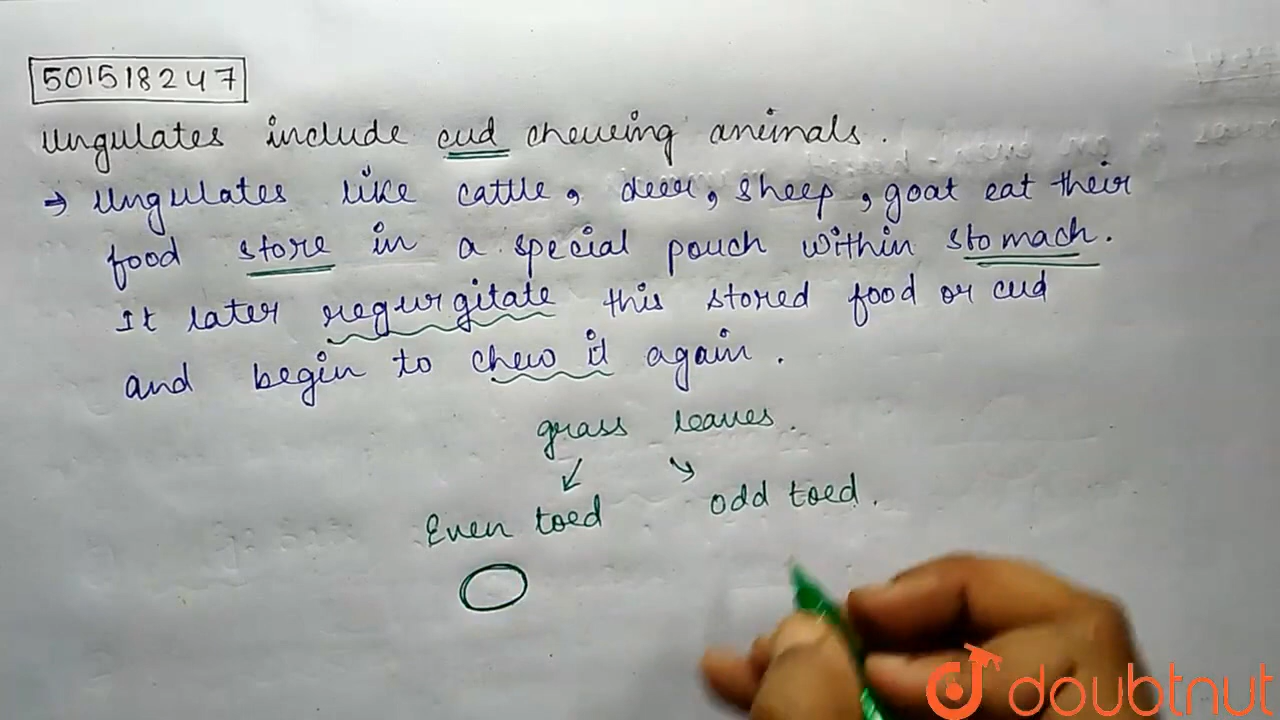 501518247
Ungulates include cud chewing animals.
→ Ungulates like cattle, deer, sheep, goat eat their
food store in a special pouch within stomach.
It later regurgitate this stored food or cud
and begin to chew it again.
grass leaves.
Even toed odd toed.
doubtnut